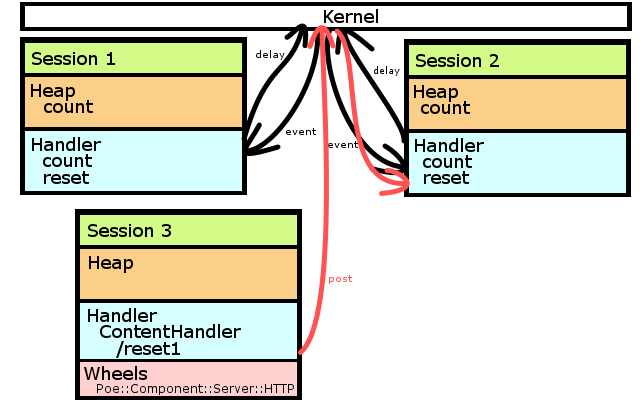 Kernel
Session 1
Heap
count
Handler
count
reset
delay
event
delay
event
Session 2
Heap
count
Handler
count
reset
Session 3
Heap
Handler
ContentHandler
/reset1
Wheels
Poe::Component::Server::HTTP
post